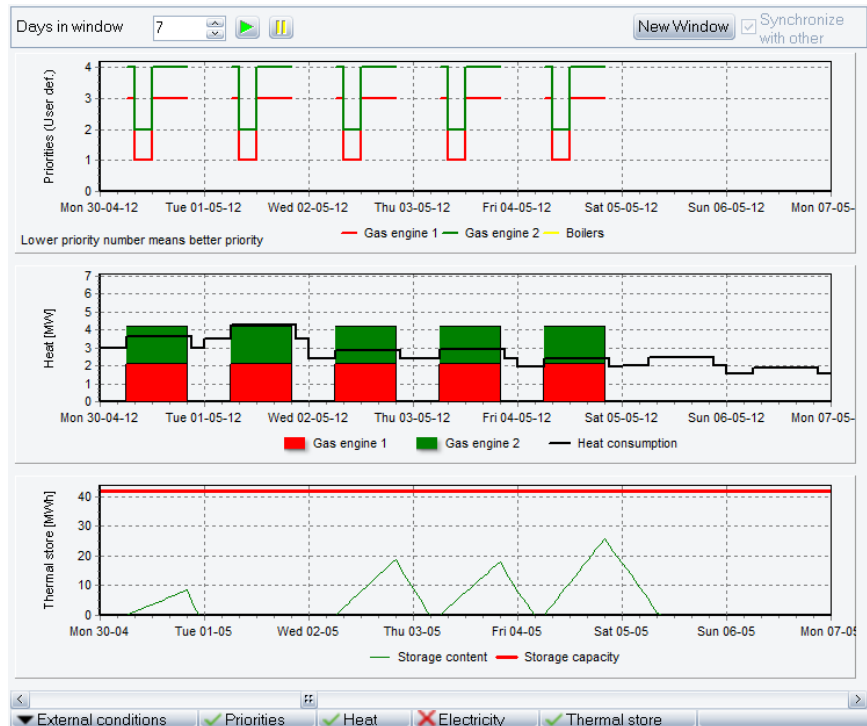 Days in window 7 New Window Synchronize
with other
Priorities (User def.)
4
3
2
1
0
Mon 30-04-12 Tue 01-05-12 Wed 02-05-12 Thu 03-05-12 Fri 04-05-12 Sat 05-05-12 Sun 06-05-12 Mon 07-05-
Lower priority number means better priority
Gas engine 1 Gas engine 2 Boilers
Heat [MW]
7
6
5
4
3
2
1
0
Mon 30-04-12 Tue 01-05-12 Wed 02-05-12 Thu 03-05-12 Fri 04-05-12 Sat 05-05-12 Sun 06-05-12 Mon 07-05-
Gas engine 1 Gas engine 2 Heat consumption
Thermal store [MWh]
40
30
20
10
0
Mon 30-04 Tue 01-05 Wed 02-05 Thu 03-05 Fri 04-05 Sat 05-05 Sun 06-05 Mon 07-05
Storage content Storage capacity
External conditions Priorities Heat Electricity Thermal store